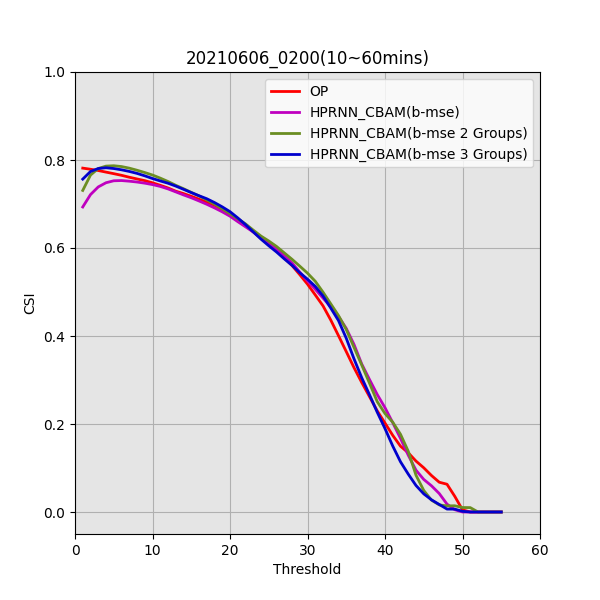 20210606_0200(10~60mins)
OP
HPRNN_CBAM(b-mse)
HPRNN_CBAM(b-mse 2 Groups)
HPRNN_CBAM(b-mse 3 Groups)
CSI
1.0
0.8
0.6
0.4
0.2
0.0
0 10 20 30 40 50 60
Threshold